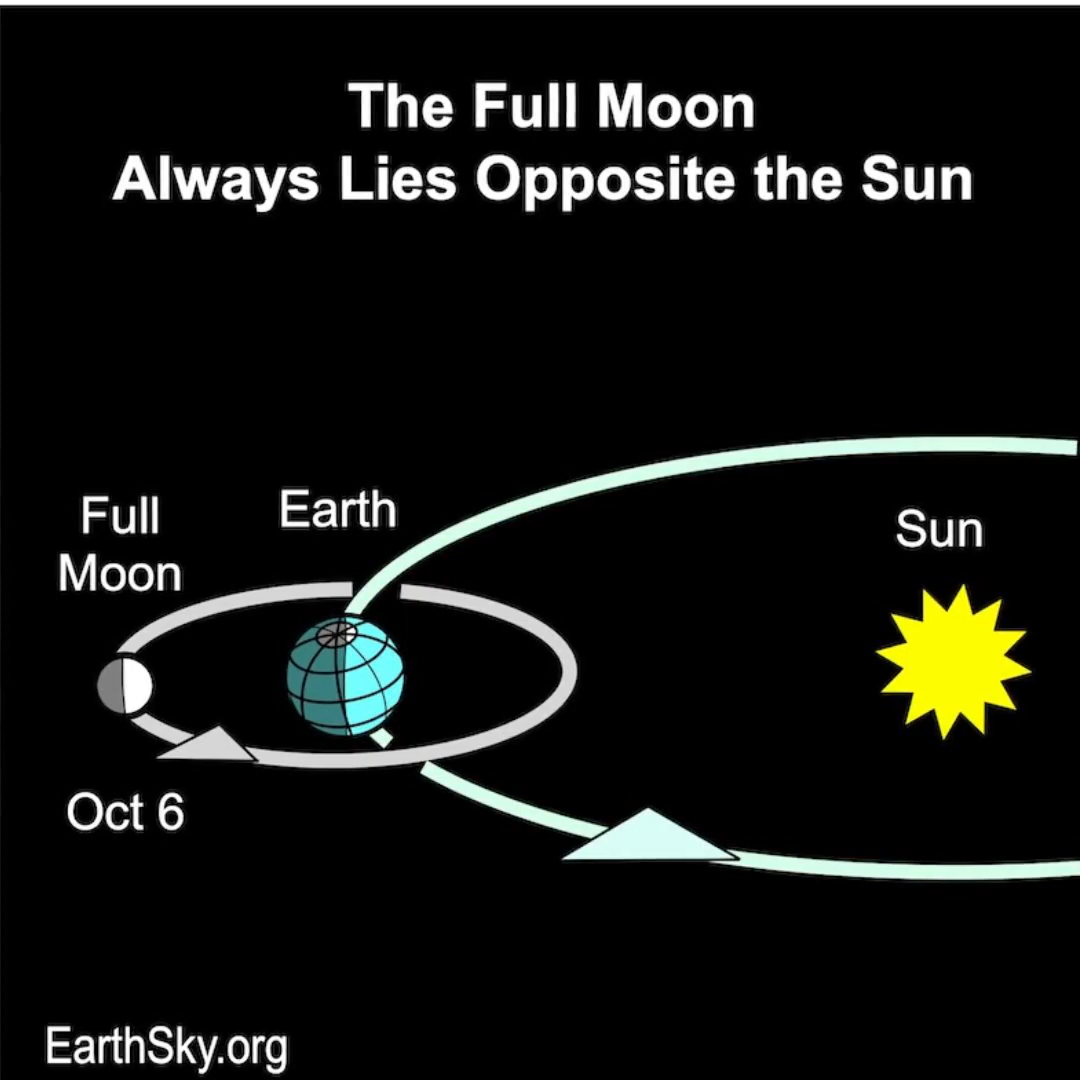 The Full Moon
Always Lies Opposite the Sun
Full
Moon
Earth
Sun
Oct 6
EarthSky.org